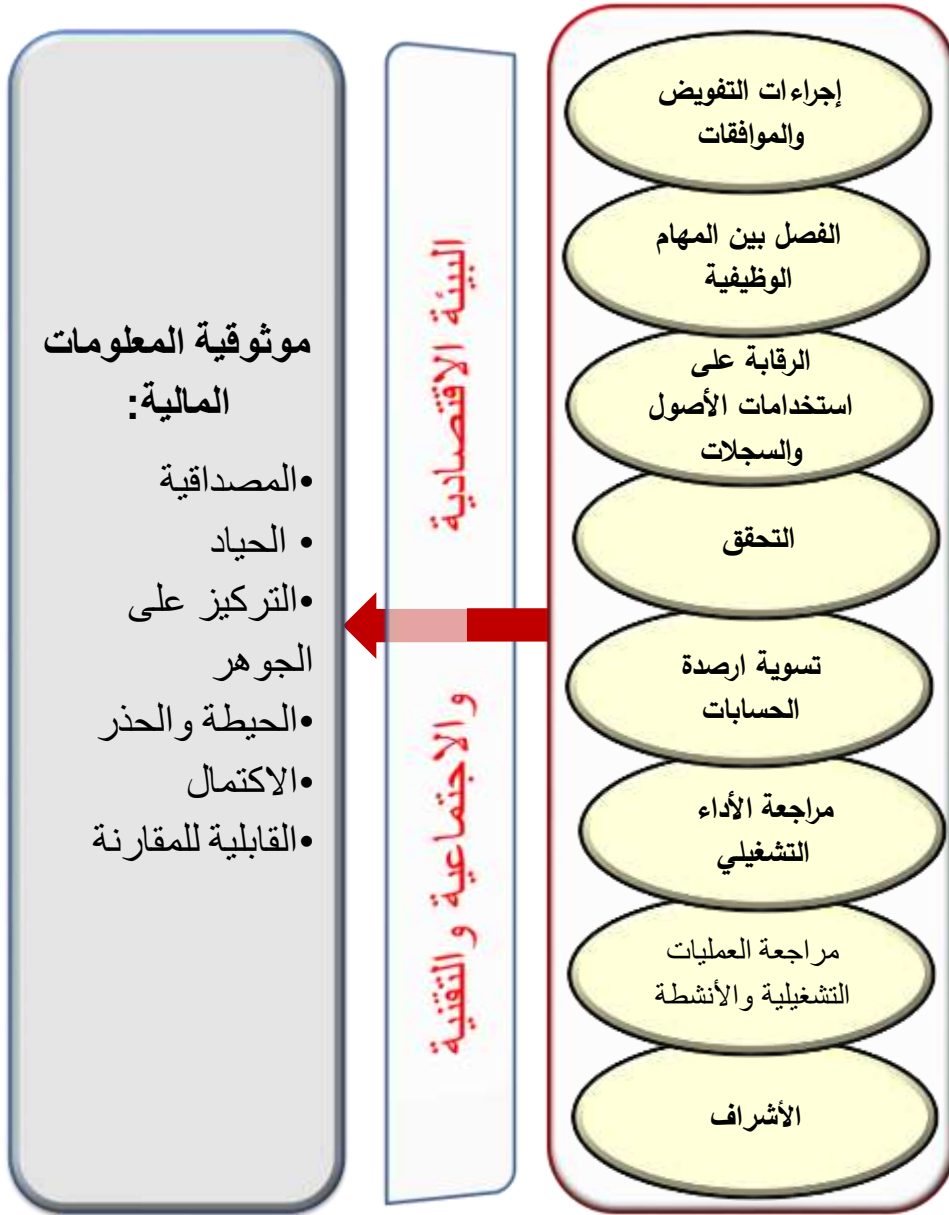 إجراءات التفويض
والموافقات
الفصل بين المهام
الوظيفية
الرقابة على
استخدامات الأصول
والسجلات
التحقق
تسوية ارصدة
الحسابات
مراجعة الأداء
التشغيلي
مراجعة العمليات
التشغيلية والأنشطة
الأشراف
البيئة الاقتصادية
والاجتماعية والتقنية
موثوقية المعلومات
المالية:
•المصداقية
• الحياد
•التركيز على
الجوهر
•الحيطة والحذر
•الاكتمال
•القابلية للمقارنة